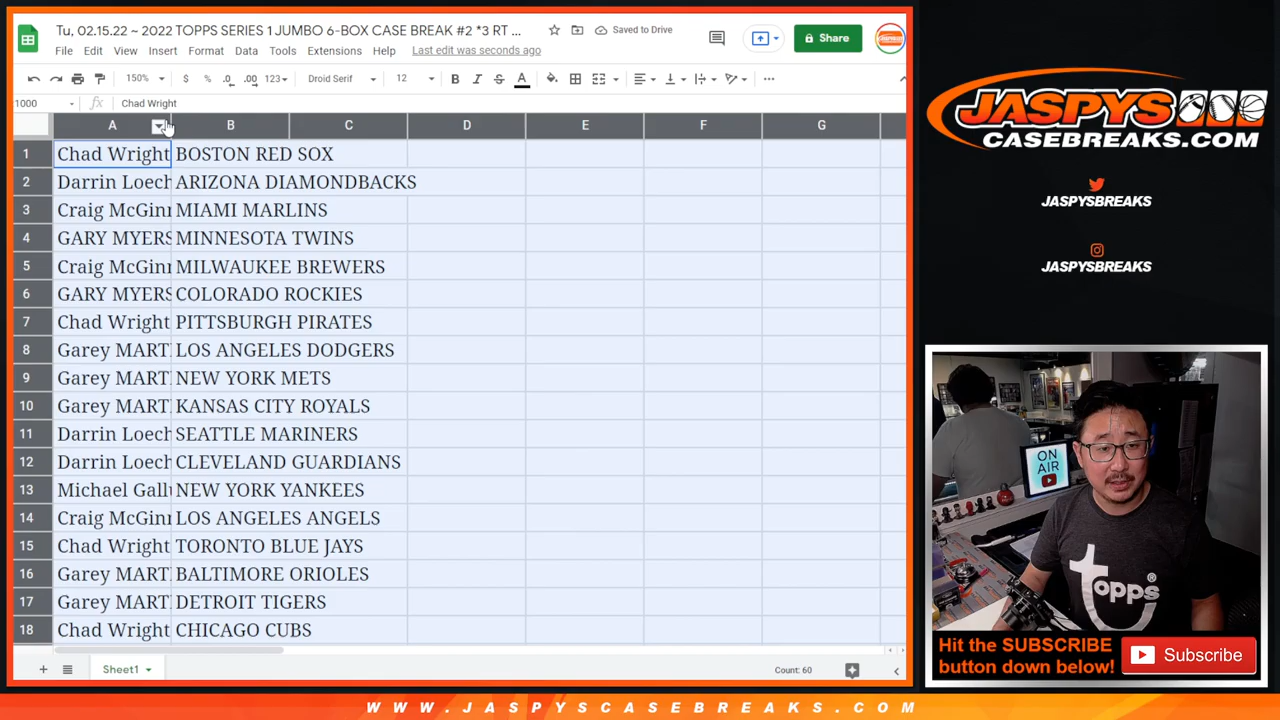 Tu, 02.15.22 ~ 2022 TOPPS SERIES 1 JUMBO 6-BOX CASE BREAK #2 *3 RT ...
Saved to Drive
File Edit View Insert Format Data Tools Extensions Help Last edit was seconds ago
Share
150% $ % .0 .00 123 Droid Serif 12 B I S A
1000 fx Chad Wright
A B C D E F G
1 Chad Wright BOSTON RED SOX
2 Darrin Loech ARIZONA DIAMONDBACKS
3 Craig McGinn MIAMI MARLINS
4 GARY MYERS MINNESOTA TWINS
5 Craig McGinn MILWAUKEE BREWERS
6 GARY MYERS COLORADO ROCKIES
7 Chad Wright PITTSBURGH PIRATES
8 Garey MART LOS ANGELES DODGERS
9 Garey MART NEW YORK METS
10 Garey MART KANSAS CITY ROYALS
11 Darrin Loech SEATTLE MARINERS
12 Darrin Loech CLEVELAND GUARDIANS
13 Michael Gall NEW YORK YANKEES
14 Craig McGinn LOS ANGELES ANGELS
15 Chad Wright TORONTO BLUE JAYS
16 Garey MART BALTIMORE ORIOLES
17 Garey MART DETROIT TIGERS
18 Chad Wright CHICAGO CUBS
Sheet1
Count: 60
JASPYS
CASEBREAKS.COM
JASPYSBREAKS
JASPYSBREAKS
ON
AIR
topps
Hit the SUBSCRIBE
button down below!
Subscribe
WWW.JASPYSCASEBREAKS.COM